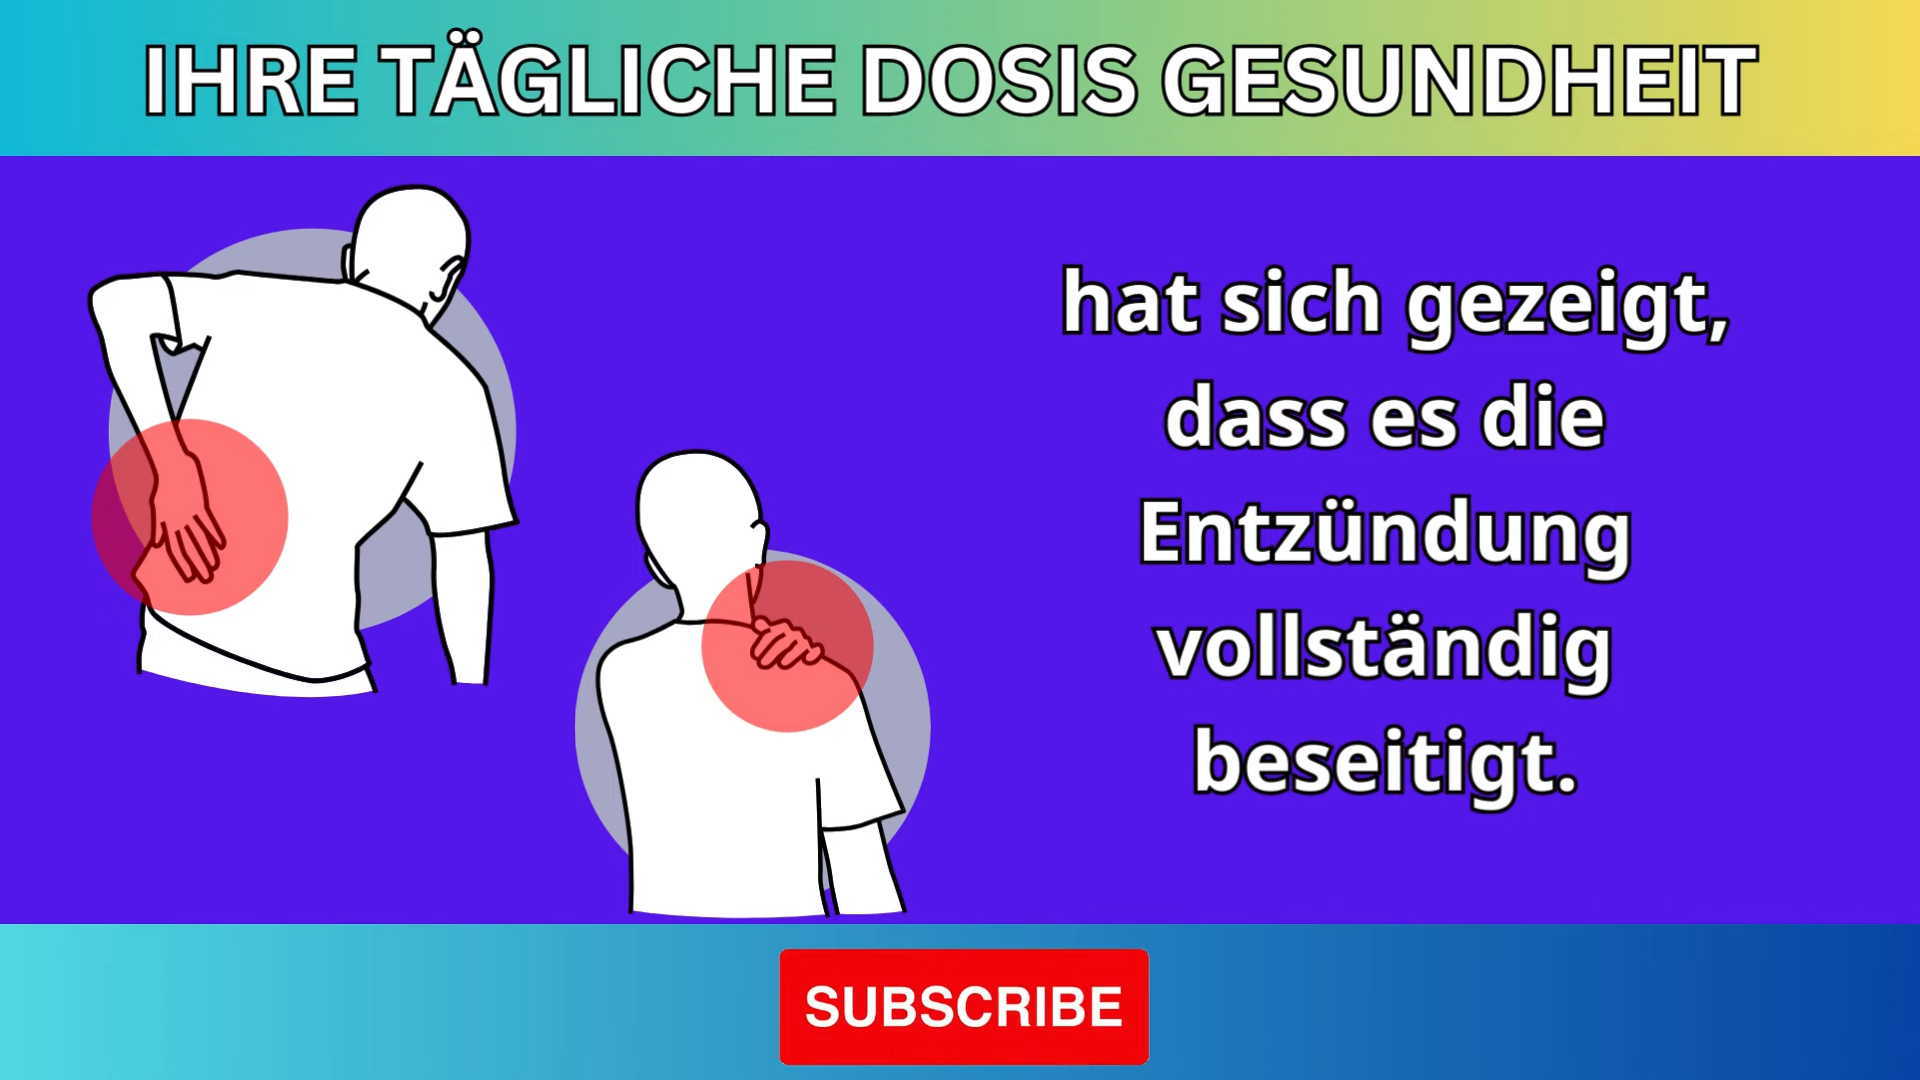 IHRE TÄGLICHE DOSIS GESUNDHEIT
hat sich gezeigt,
dass es die
Entzündung
vollständig
beseitigt.
SUBSCRIBE